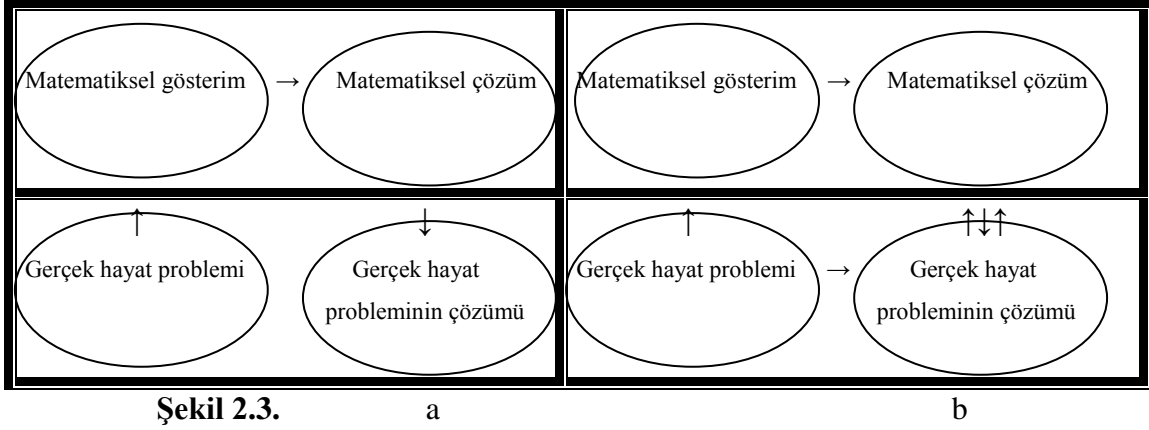 Matematiksel gösterim → Matematiksel çözüm Matematiksel gösterim → Matematiksel çözüm
↑ ↓ ↑ ↑↓↑
Gerçek hayat problemi Gerçek hayat Gerçek hayat problemi → Gerçek hayat
probleminin çözümü probleminin çözümü
Şekil 2.3. a b